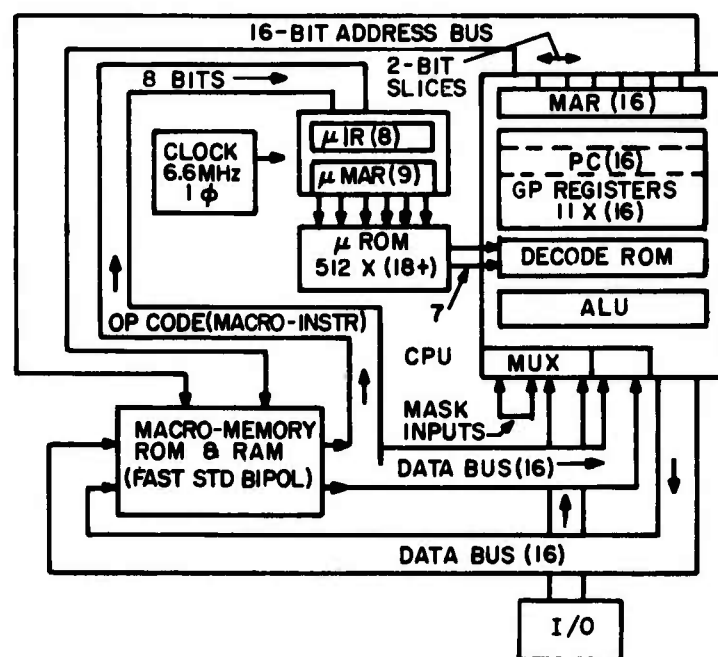 16-BIT ADDRESS BUS
8 BITS
2-BIT
SLICES
MAR (16)
μ IR (8)
CLOCK
6.6MHz
1 ϕ
μ MAR (9)
PC (16)
GP REGISTERS
11 X (16)
μ ROM
512 X (18+)
DECODE ROM
7
ALU
OP CODE(MACRO-INSTR)
CPU
MUX
MASK
INPUTS
MACRO-MEMORY
ROM & RAM
(FAST STD BIPOL)
DATA BUS (16)
DATA BUS (16)
I/O